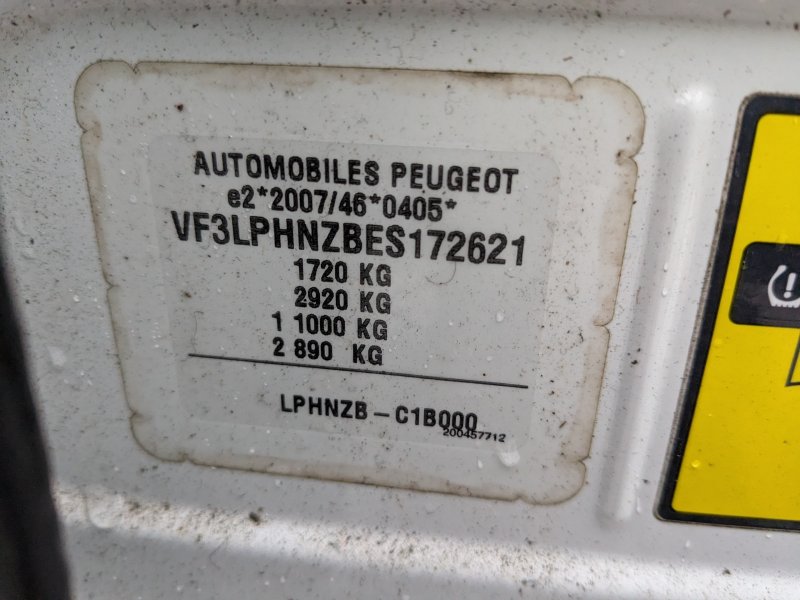 AUTOMOBILES PEUGEOT
e2*2007/46*0405*
VF3LPHNZBES172621
1720 KG
2920 KG
1 1000 KG
2 890 KG
LPHNZB - C1B000
200457712